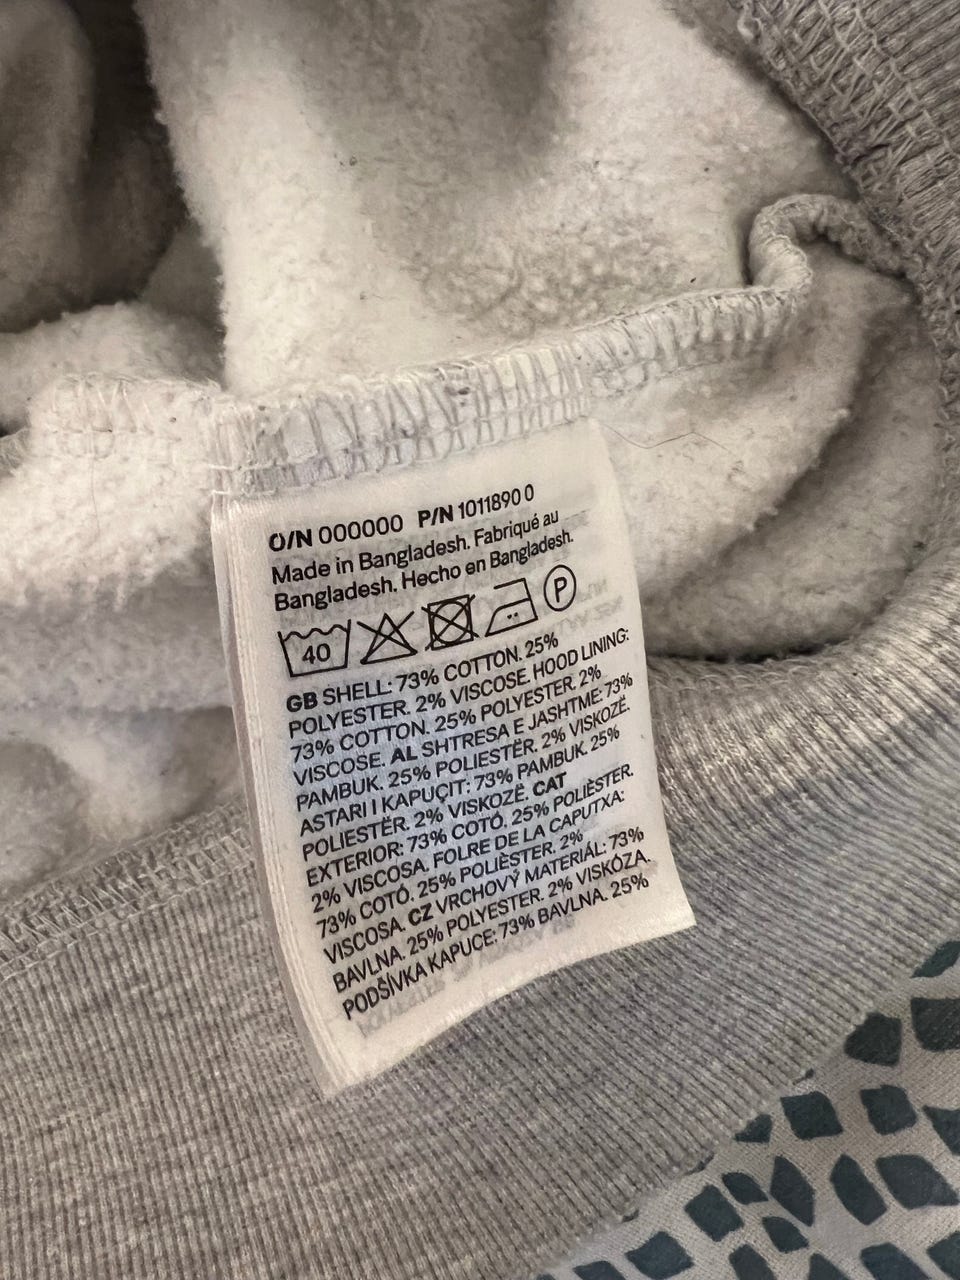 O/N 000000 P/N 1011890 0
Made in Bangladesh. Fabriqué au
Bangladesh. Hecho en Bangladesh.
40 P
GB SHELL: 73% COTTON. 25%
POLYESTER. 2% VISCOSE. HOOD LINING:
73% COTTON. 25% POLYESTER. 2%
VISCOSE. AL SHTRESA E JASHTME: 73%
PAMBUK. 25% POLIESTËR. 2% VISKOZË.
ASTARI I KAPUÇIT: 73% PAMBUK. 25%
POLIESTËR. 2% VISKOZË. CAT
EXTERIOR: 73% COTÓ. 25% POLIÈSTER.
2% VISCOSA. FOLRE DE LA CAPUTXA:
73% COTÓ. 25% POLIÈSTER. 2%
VISCOSA. CZ VRCHOVÝ MATERIÁL: 73%
BAVLNA. 25% POLYESTER. 2% VISKÓZA.
PODŠÍVKA KAPUCE: 73% BAVLNA. 25%